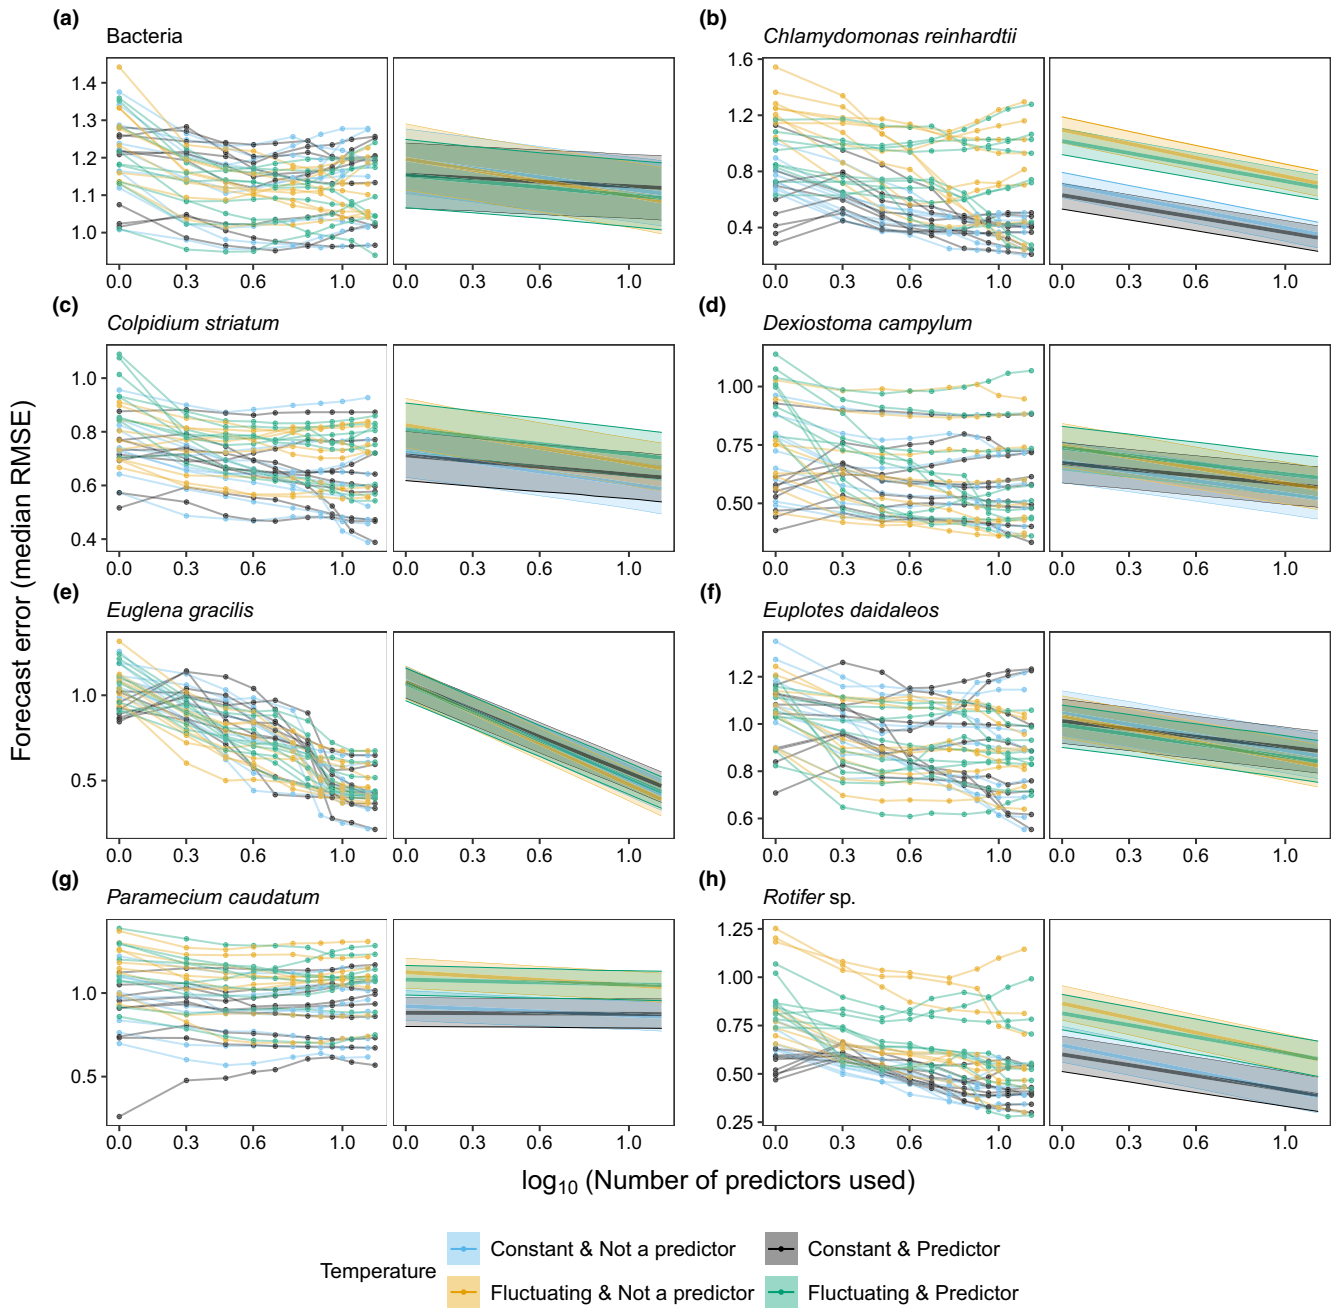 (a)
Bacteria
1.4
1.3
1.2
1.1
1.0
0.0 0.3 0.6 1.0
0.0 0.3 0.6 1.0
(b)
Chlamydomonas reinhardtii
1.6
1.2
0.8
0.4
0.0 0.3 0.6 1.0
0.0 0.3 0.6 1.0
(c)
Colpidium striatum
1.0
0.8
0.6
0.4
0.0 0.3 0.6 1.0
0.0 0.3 0.6 1.0
(d)
Dexiostoma campylum
1.00
0.75
0.50
0.0 0.3 0.6 1.0
0.0 0.3 0.6 1.0
Forecast error (median RMSE)
(e)
Euglena gracilis
1.0
0.5
0.0 0.3 0.6 1.0
0.0 0.3 0.6 1.0
(f)
Euplotes daidaleos
1.2
1.0
0.8
0.6
0.0 0.3 0.6 1.0
0.0 0.3 0.6 1.0
(g)
Paramecium caudatum
1.0
0.5
0.0 0.3 0.6 1.0
0.0 0.3 0.6 1.0
(h)
Rotifer sp.
1.25
1.00
0.75
0.50
0.25
0.0 0.3 0.6 1.0
0.0 0.3 0.6 1.0
log₁₀ (Number of predictors used)
Temperature
Constant & Not a predictor
Constant & Predictor
Fluctuating & Not a predictor
Fluctuating & Predictor